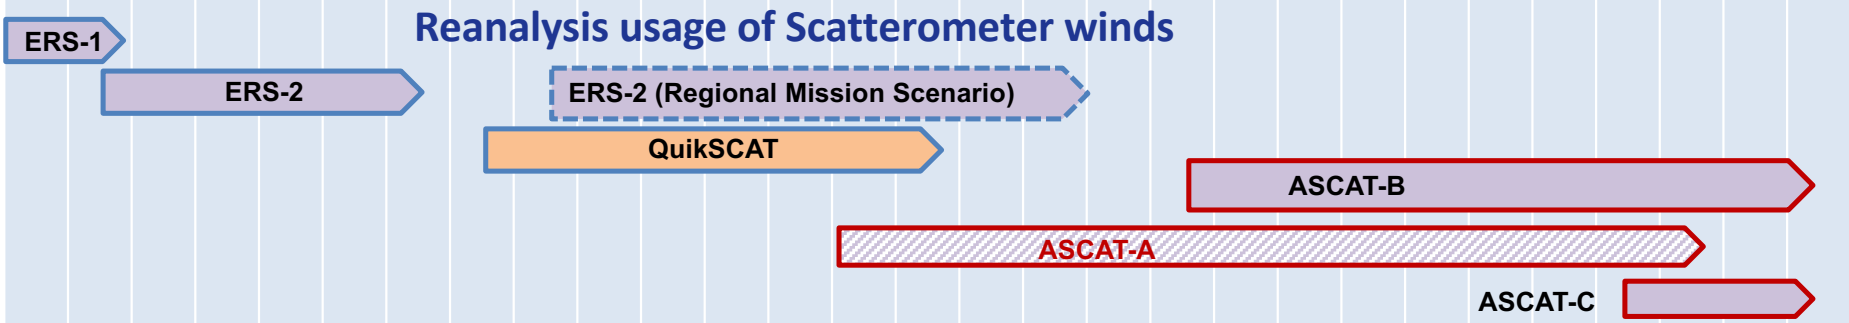 Reanalysis usage of Scatterometer winds
ERS-1
ERS-2
ERS-2 (Regional Mission Scenario)
QuikSCAT
ASCAT-B
ASCAT-A
ASCAT-C